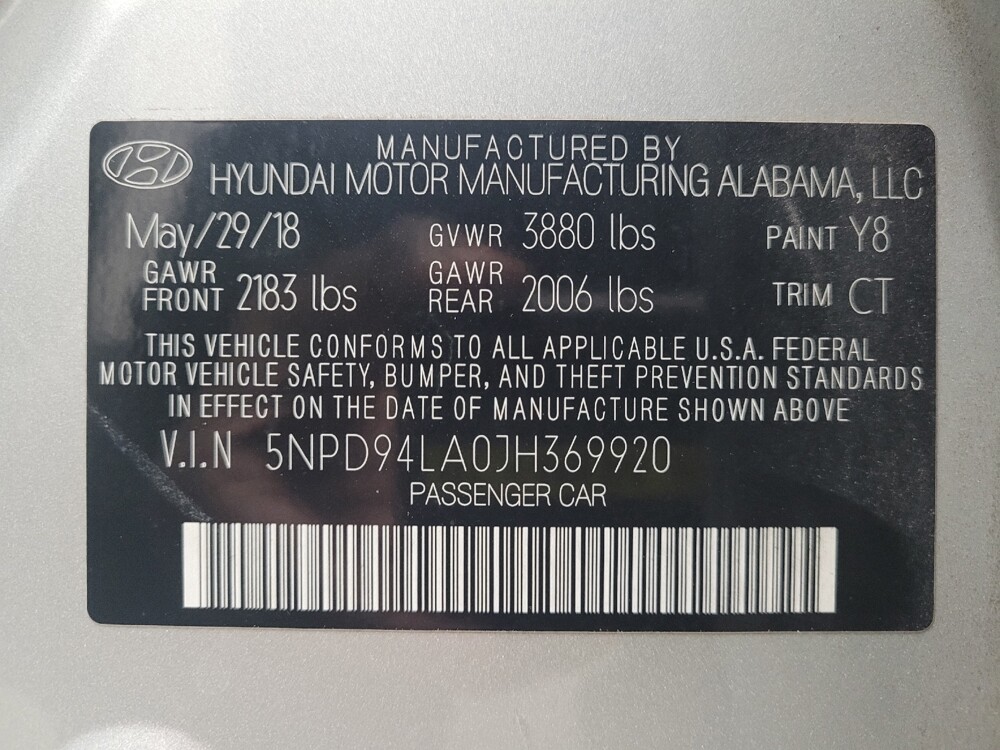 MANUFACTURED BY
HYUNDAI MOTOR MANUFACTURING ALABAMA, LLC
May/29/18 GVWR 3880 lbs PAINT Y8
GAWR FRONT 2183 lbs GAWR REAR 2006 lbs TRIM CT
THIS VEHICLE CONFORMS TO ALL APPLICABLE U.S.A. FEDERAL
MOTOR VEHICLE SAFETY, BUMPER, AND THEFT PREVENTION STANDARDS
IN EFFECT ON THE DATE OF MANUFACTURE SHOWN ABOVE
V.I.N 5NPD94LA0JH369920
PASSENGER CAR